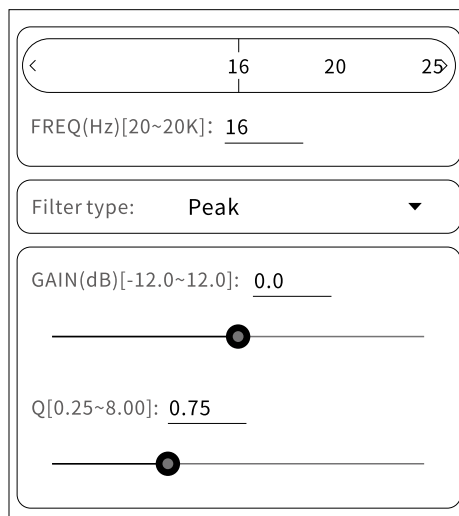 < 16 20 25 >
FREQ(Hz)[20~20K]: 16
Filter type: Peak
GAIN(dB)[-12.0~12.0]: 0.0
Q[0.25~8.00]: 0.75